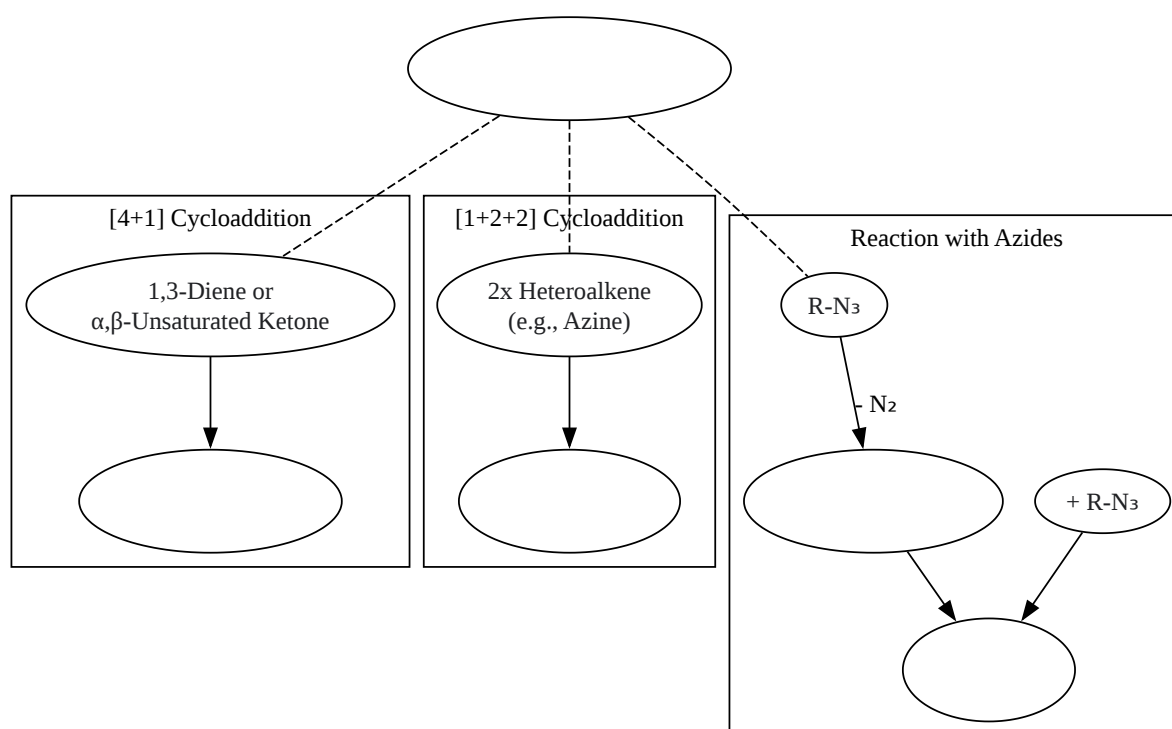 [4+1] Cycloaddition
1,3-Diene or
α,β-Unsaturated Ketone
[1+2+2] Cycloaddition
2x Heteroalkene
(e.g., Azine)
Reaction with Azides
R-N₃
- N₂
+ R-N₃